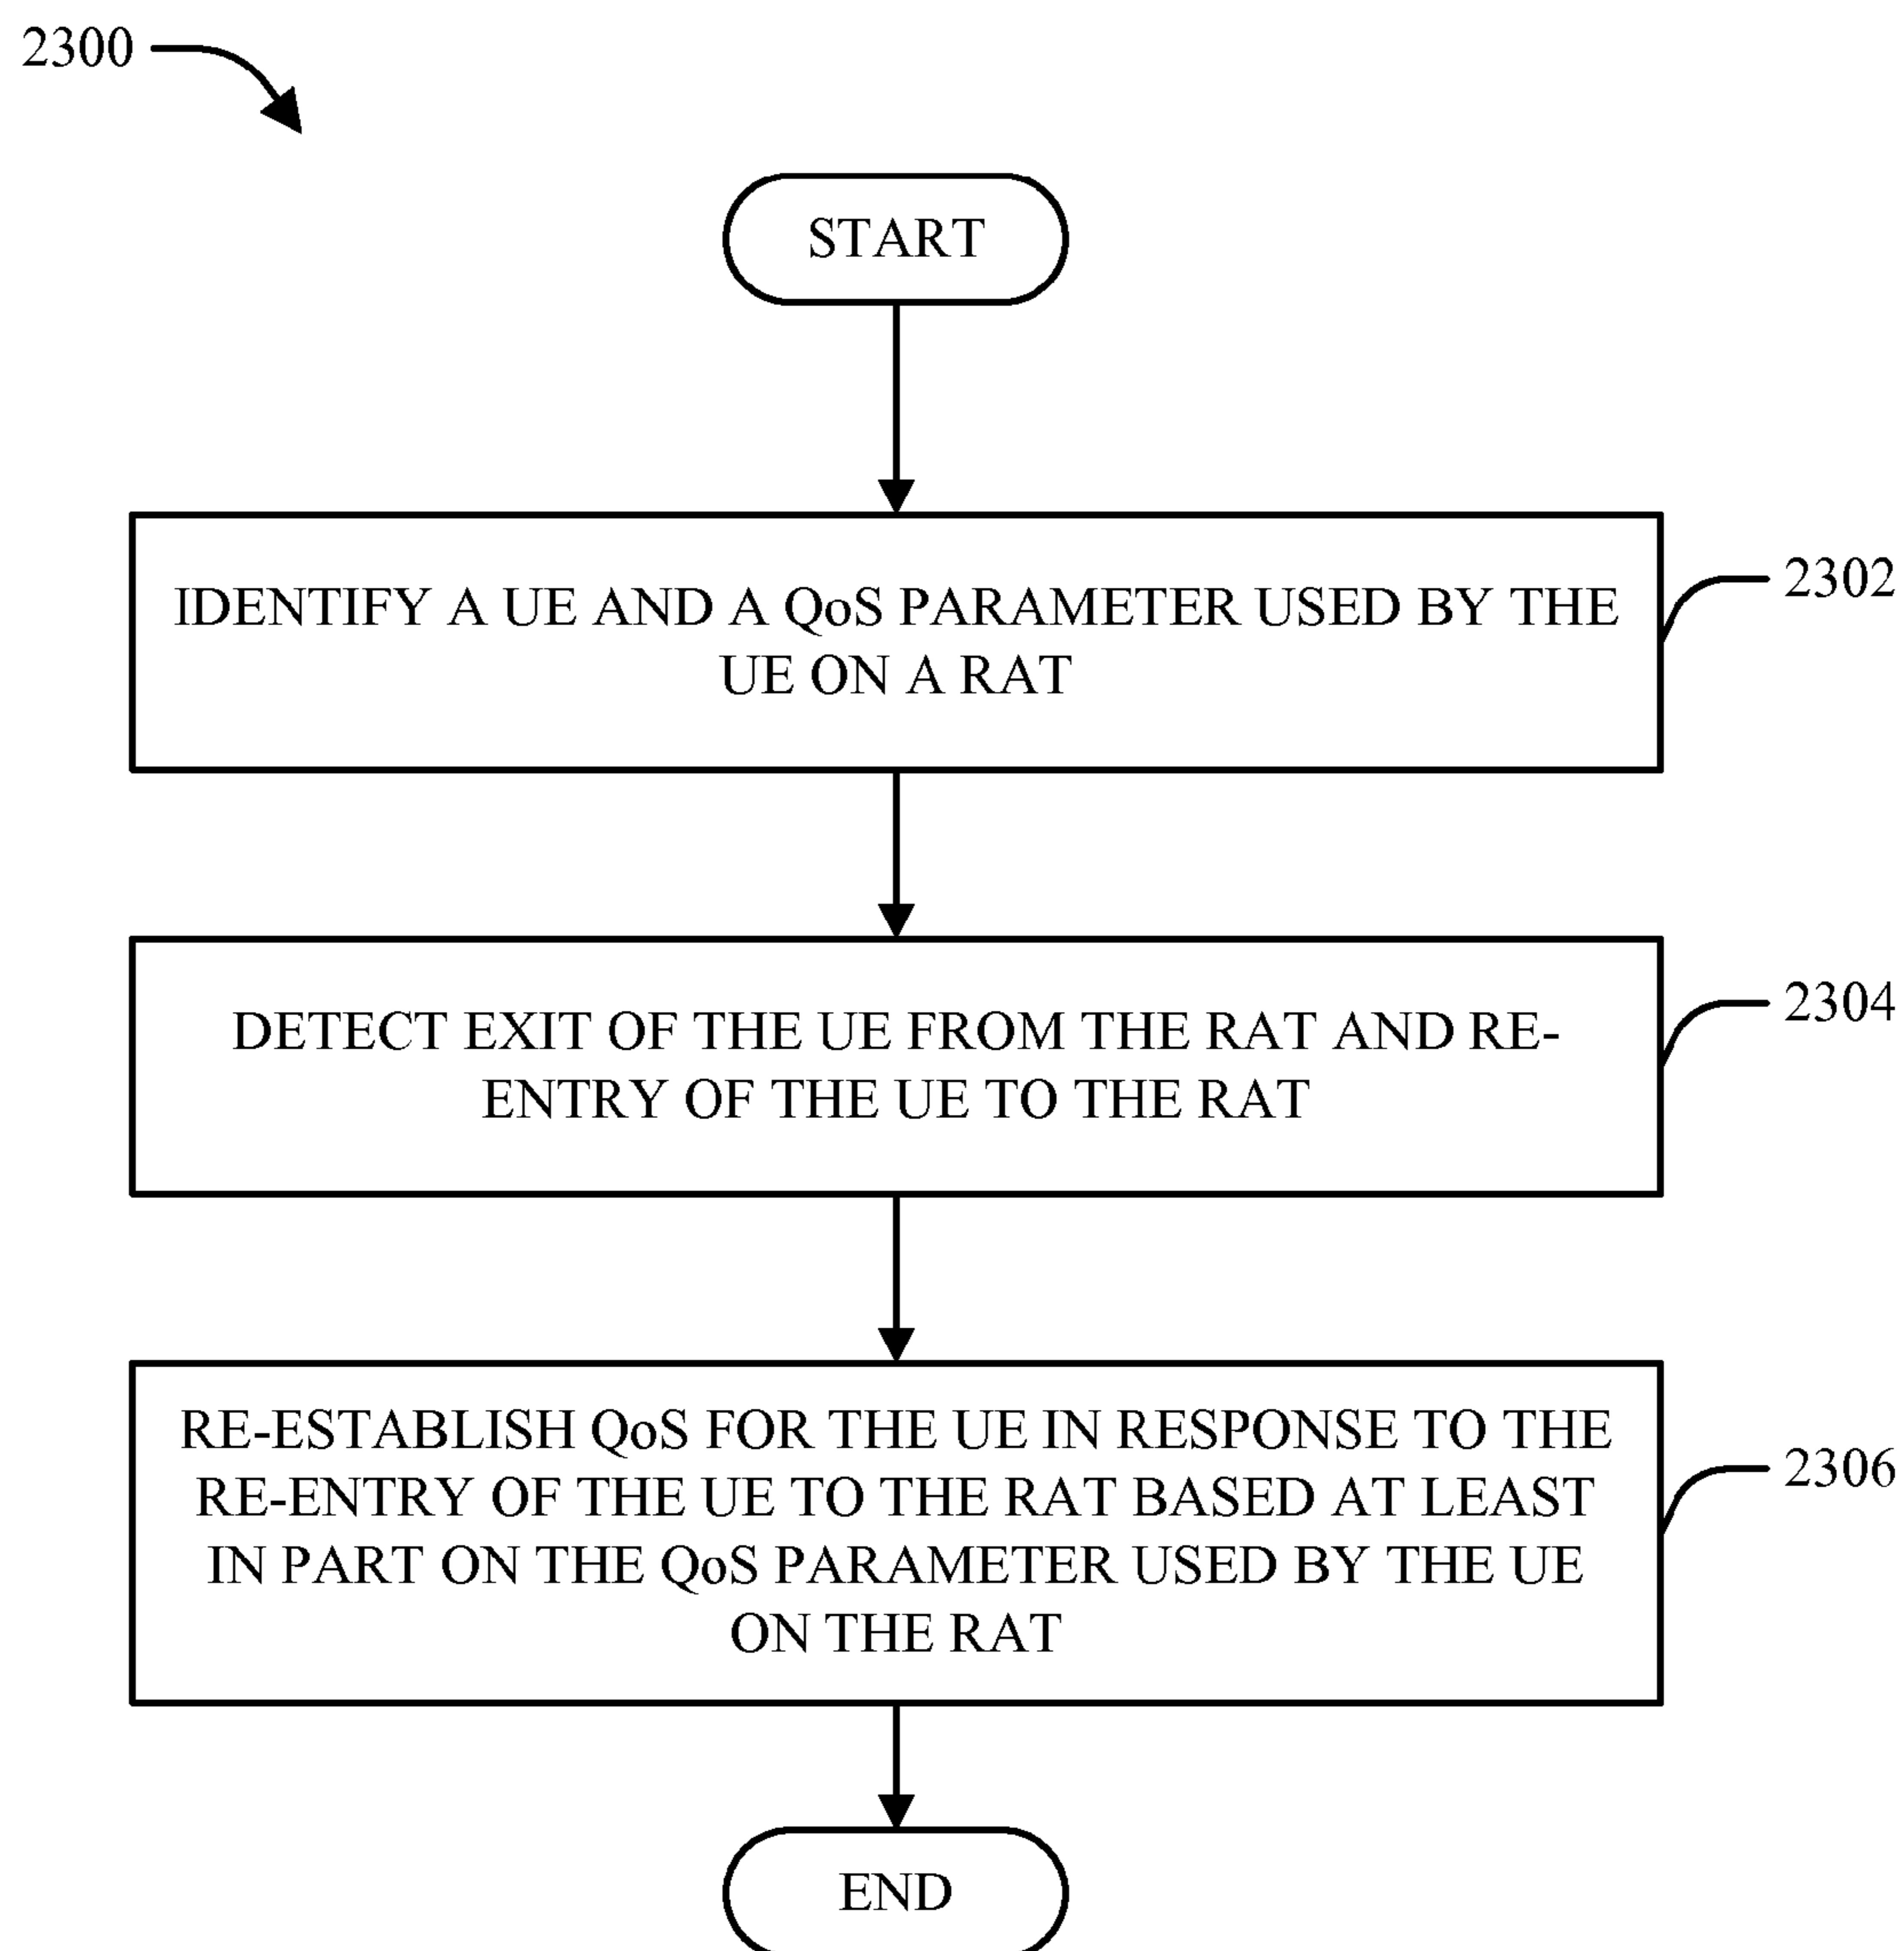 2300
START
IDENTIFY A UE AND A QoS PARAMETER USED BY THE
UE ON A RAT
2302
DETECT EXIT OF THE UE FROM THE RAT AND RE-
ENTRY OF THE UE TO THE RAT
2304
RE-ESTABLISH QoS FOR THE UE IN RESPONSE TO THE
RE-ENTRY OF THE UE TO THE RAT BASED AT LEAST
IN PART ON THE QoS PARAMETER USED BY THE UE
ON THE RAT
2306
END